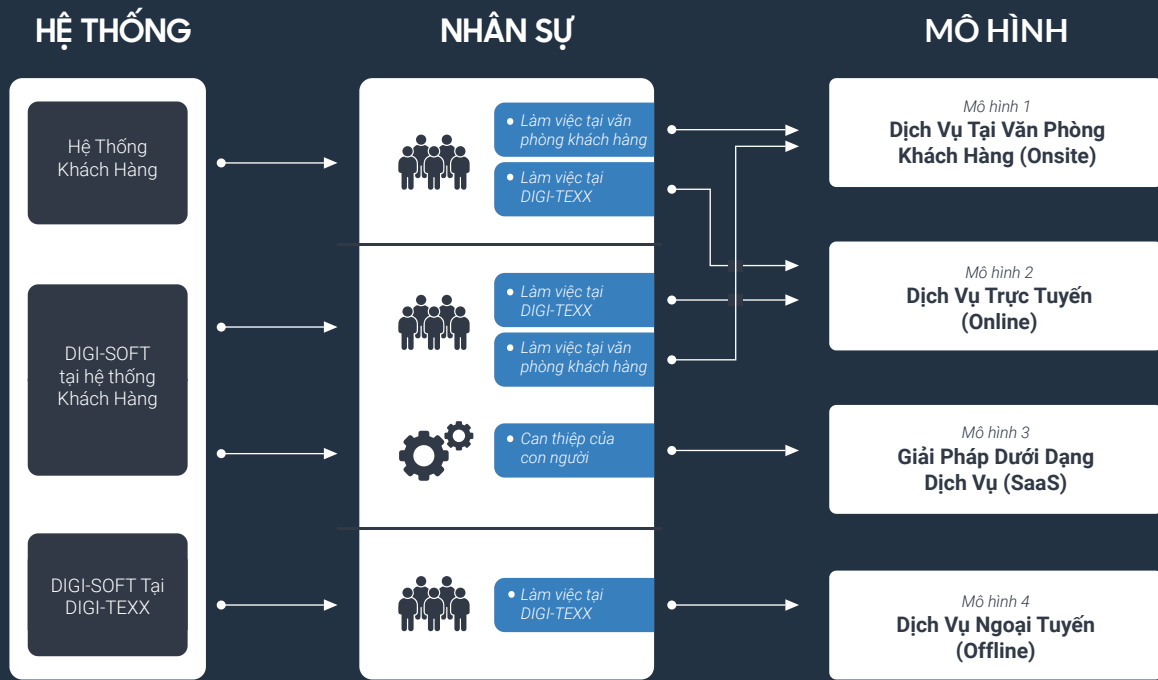 HỆ THỐNG
NHÂN SỰ
MÔ HÌNH
Hệ Thống
Khách Hàng
• Làm việc tại văn
phòng khách hàng
• Làm việc tại
DIGI-TEXX
Mô hình 1
Dịch Vụ Tại Văn Phòng
Khách Hàng (Onsite)
DIGI-SOFT
tại hệ thống
Khách Hàng
• Làm việc tại
DIGI-TEXX
• Làm việc tại văn
phòng khách hàng
• Can thiệp của
con người
Mô hình 2
Dịch Vụ Trực Tuyến
(Online)
Mô hình 3
Giải Pháp Dưới Dạng
Dịch Vụ (SaaS)
DIGI-SOFT Tại
DIGI-TEXX
• Làm việc tại
DIGI-TEXX
Mô hình 4
Dịch Vụ Ngoại Tuyến
(Offline)